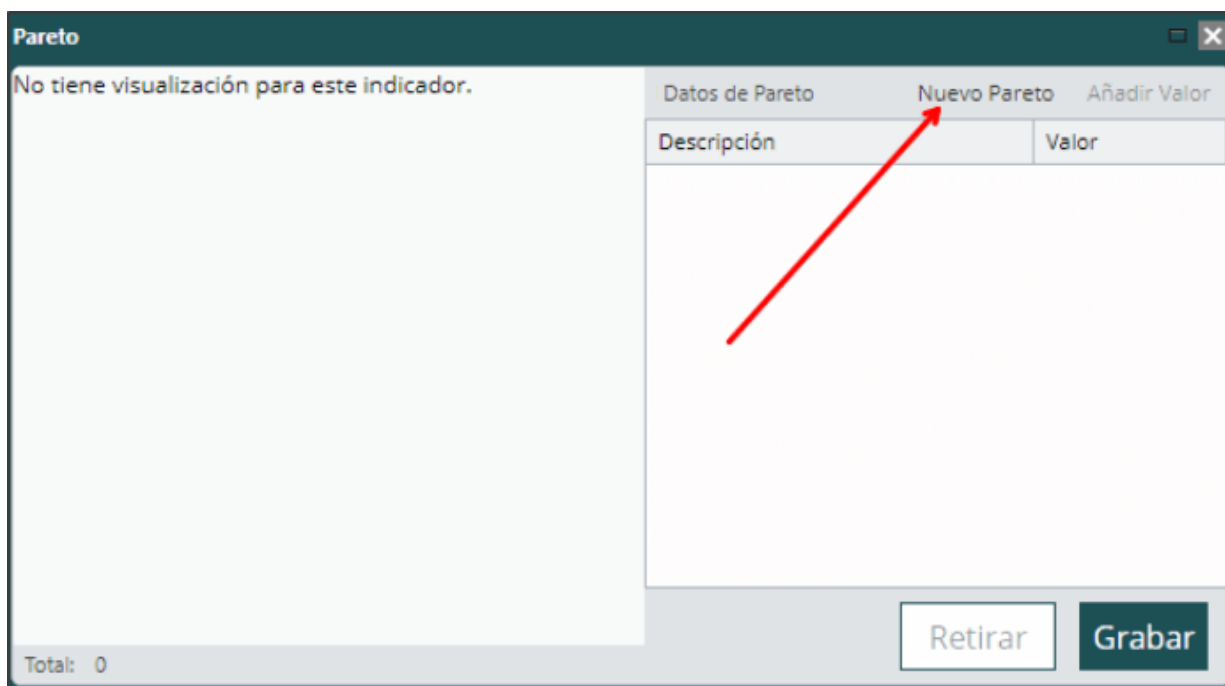 Pareto
No tiene visualización para este indicador.
Datos de Pareto Nuevo Pareto Añadir Valor
Descripción Valor
Retirar Grabar
Total: 0